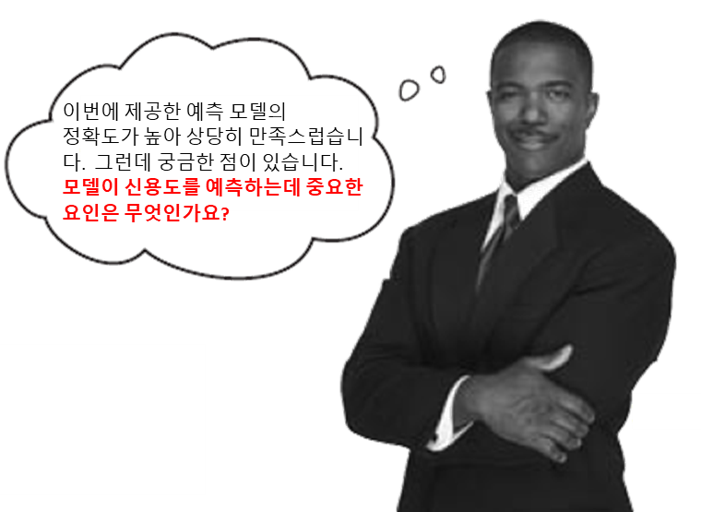 이번에 제공한 예측 모델의
정확도가 높아 상당히 만족스럽습니
다.  그런데 궁금한 점이 있습니다.
모델이 신용도를 예측하는데 중요한
요인은 무엇인가요?